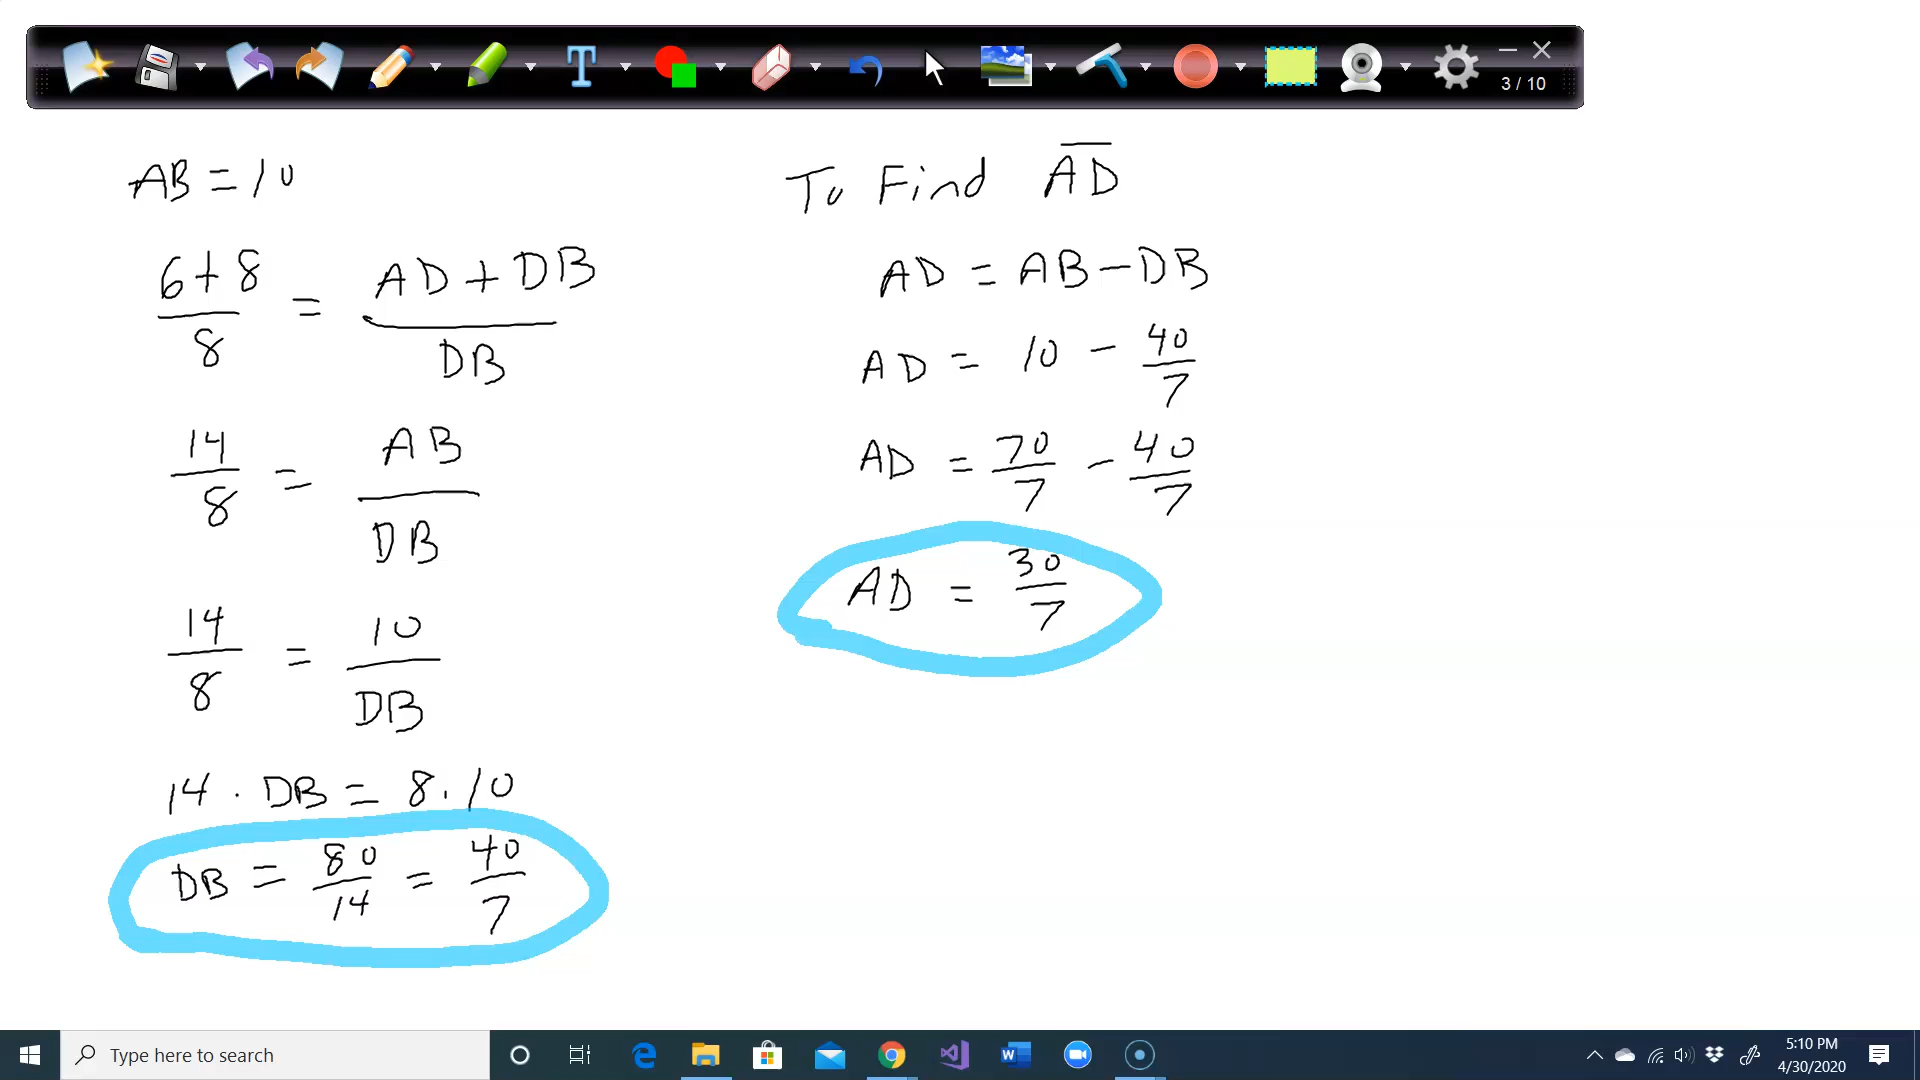 3 / 10
AB = 10
6+8/8 = AD+DB/DB
14/8 = AB/DB
14/8 = 10/DB
14 · DB = 8 · 10
DB = 80/14 = 40/7
To Find A̅D̅
AD = AB - DB
AD = 10 - 40/7
AD = 70/7 - 40/7
AD = 30/7
Type here to search
5:10 PM
4/30/2020